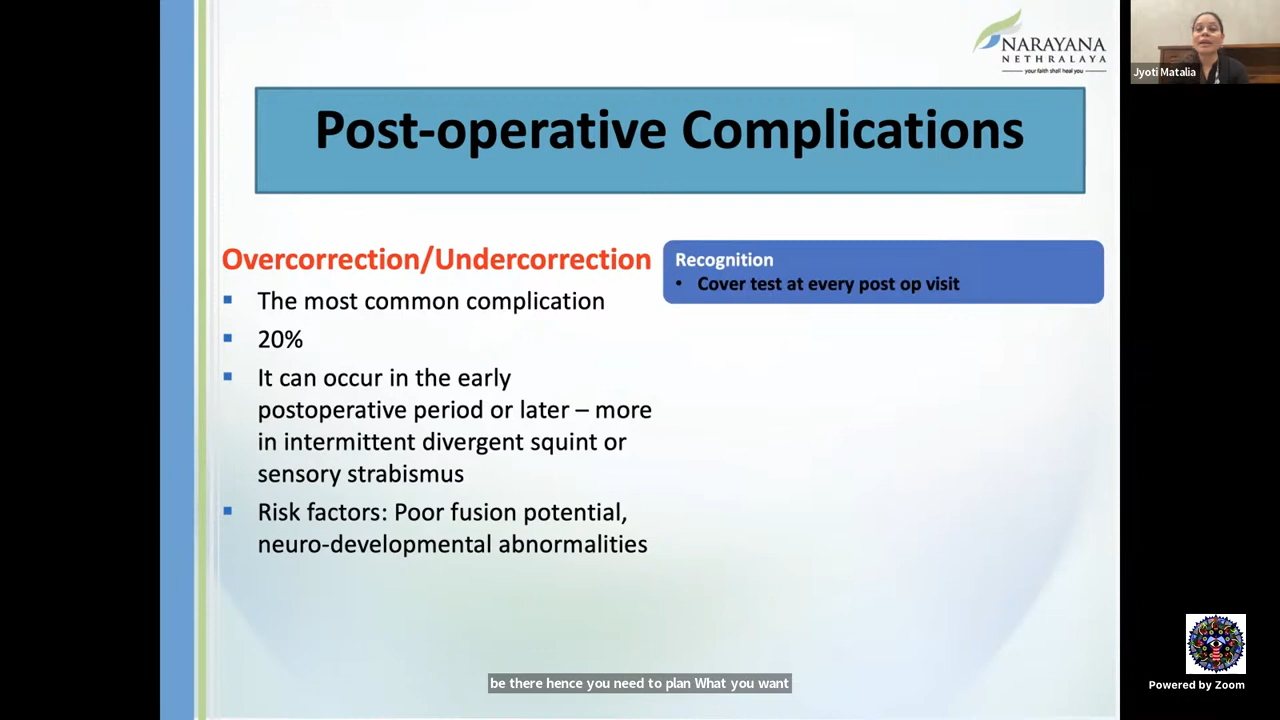 NARAYANA
NETHRALAYA
your faith shall heal you
Jyoti Matalia
Post-operative Complications
Overcorrection/Undercorrection
▪ The most common complication
▪ 20%
▪ It can occur in the early
postoperative period or later – more
in intermittent divergent squint or
sensory strabismus
▪ Risk factors: Poor fusion potential,
neuro-developmental abnormalities
Recognition
• Cover test at every post op visit
be there hence you need to plan What you want
Powered by Zoom